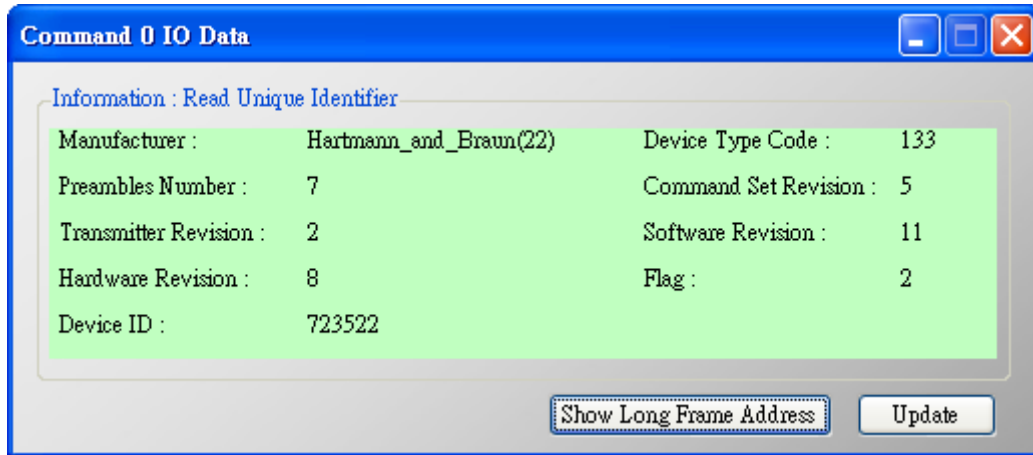 Command 0 IO Data
Information : Read Unique Identifier
Manufacturer : Hartmann_and_Braun(22) Device Type Code : 133
Preambles Number : 7 Command Set Revision : 5
Transmitter Revision : 2 Software Revision : 11
Hardware Revision : 8 Flag : 2
Device ID : 723522
Show Long Frame Address Update